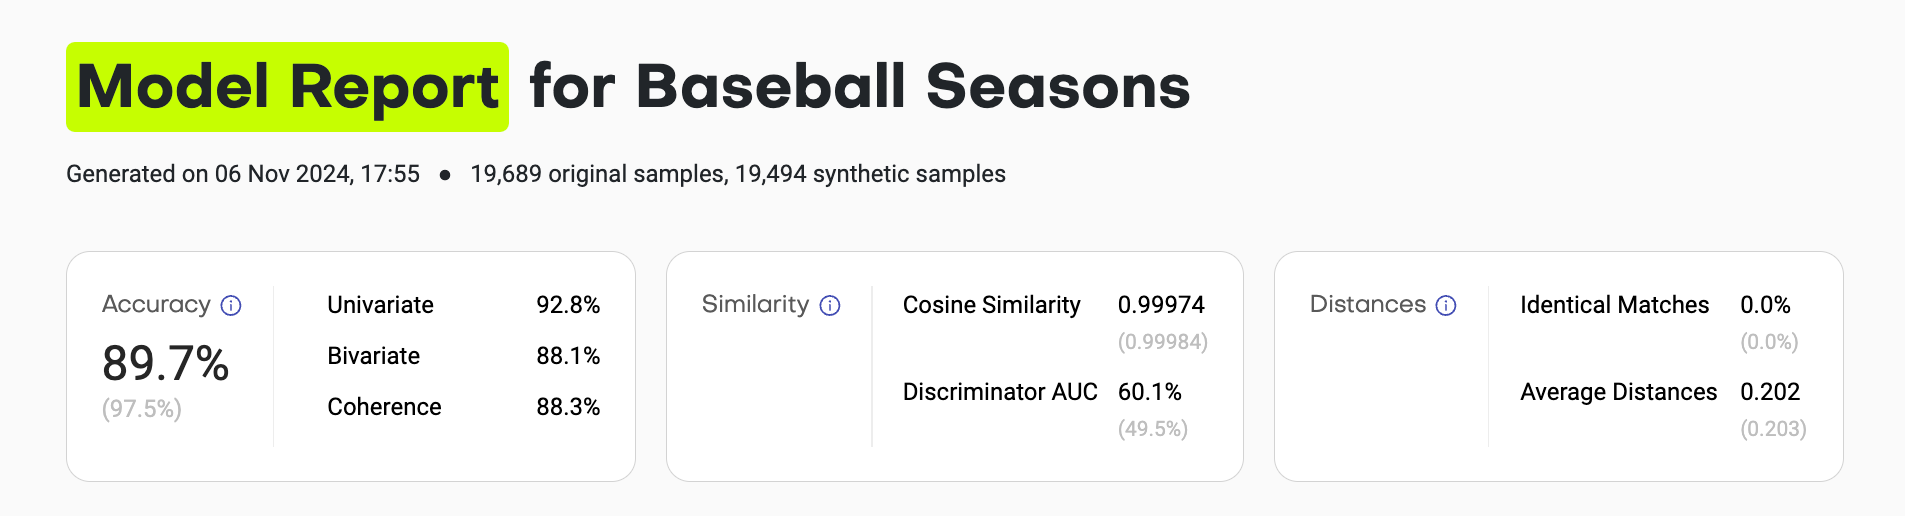 Model Report for Baseball Seasons
Generated on 06 Nov 2024, 17:55 ● 19,689 original samples, 19,494 synthetic samples
Accuracy
89.7%
(97.5%)
Univariate 92.8%
Bivariate 88.1%
Coherence 88.3%
Similarity
Cosine Similarity 0.99974
(0.99984)
Discriminator AUC 60.1%
(49.5%)
Distances
Identical Matches 0.0%
(0.0%)
Average Distances 0.202
(0.203)